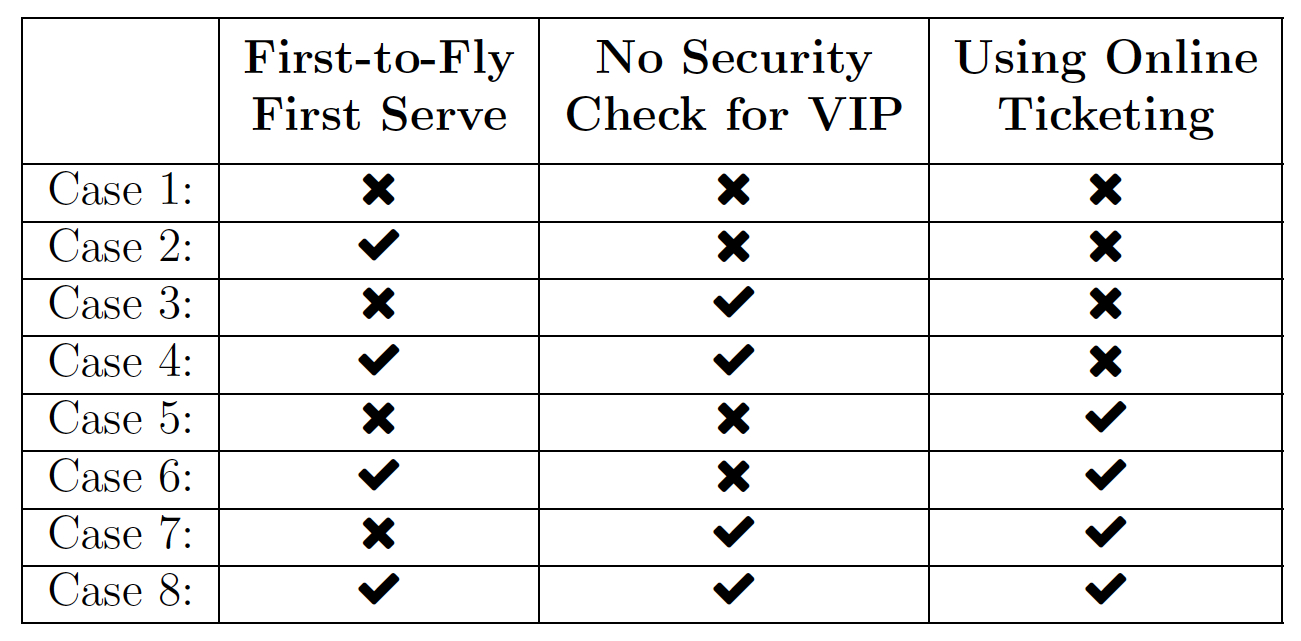 First-to-Fly First Serve
No Security Check for VIP
Using Online Ticketing
Case 1: ✖ ✖ ✖
Case 2: ✔ ✖ ✖
Case 3: ✖ ✔ ✖
Case 4: ✔ ✔ ✖
Case 5: ✖ ✖ ✔
Case 6: ✔ ✖ ✔
Case 7: ✖ ✔ ✔
Case 8: ✔ ✔ ✔